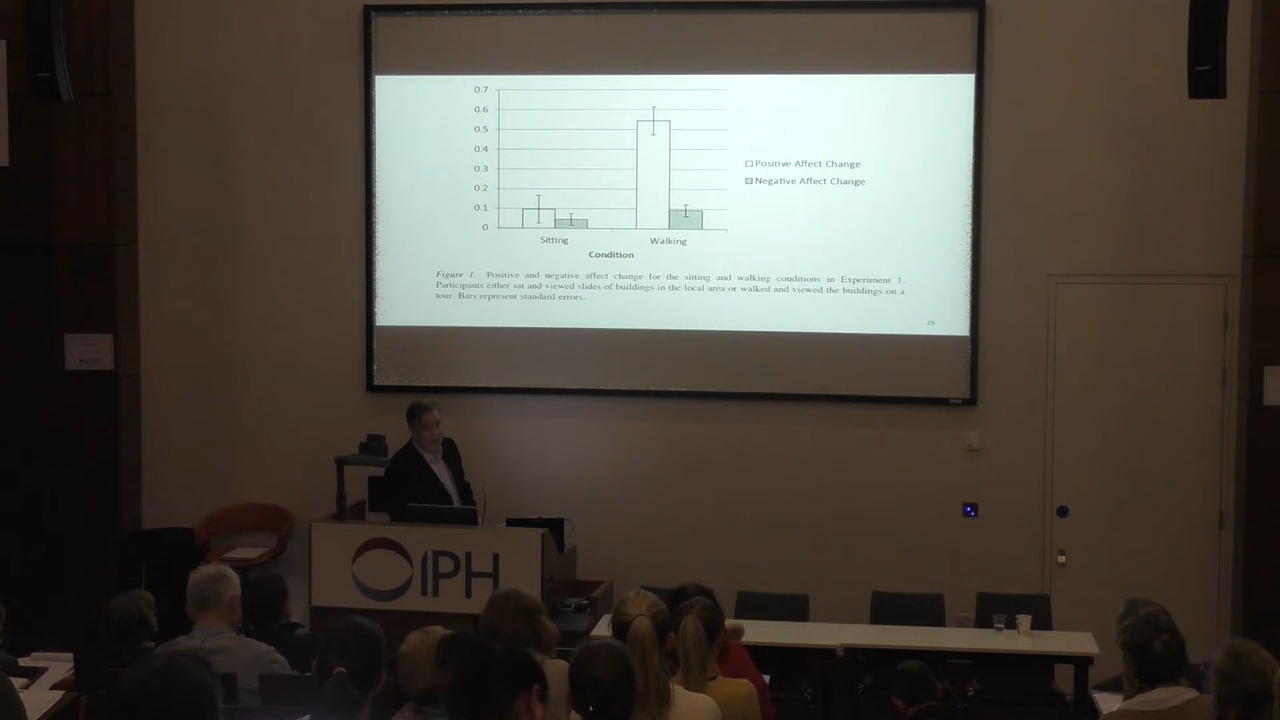 0.7
0.6
0.5
0.4
0.3
0.2
0.1
0
Positive Affect Change
Negative Affect Change
Sitting
Walking
Condition
Figure 1. Positive and negative affect change for the sitting and walking conditions in Experiment 1.
Participants either sat and viewed slides of buildings in the local area or walked and viewed the buildings on a
tour. Bars represent standard errors.
IPH